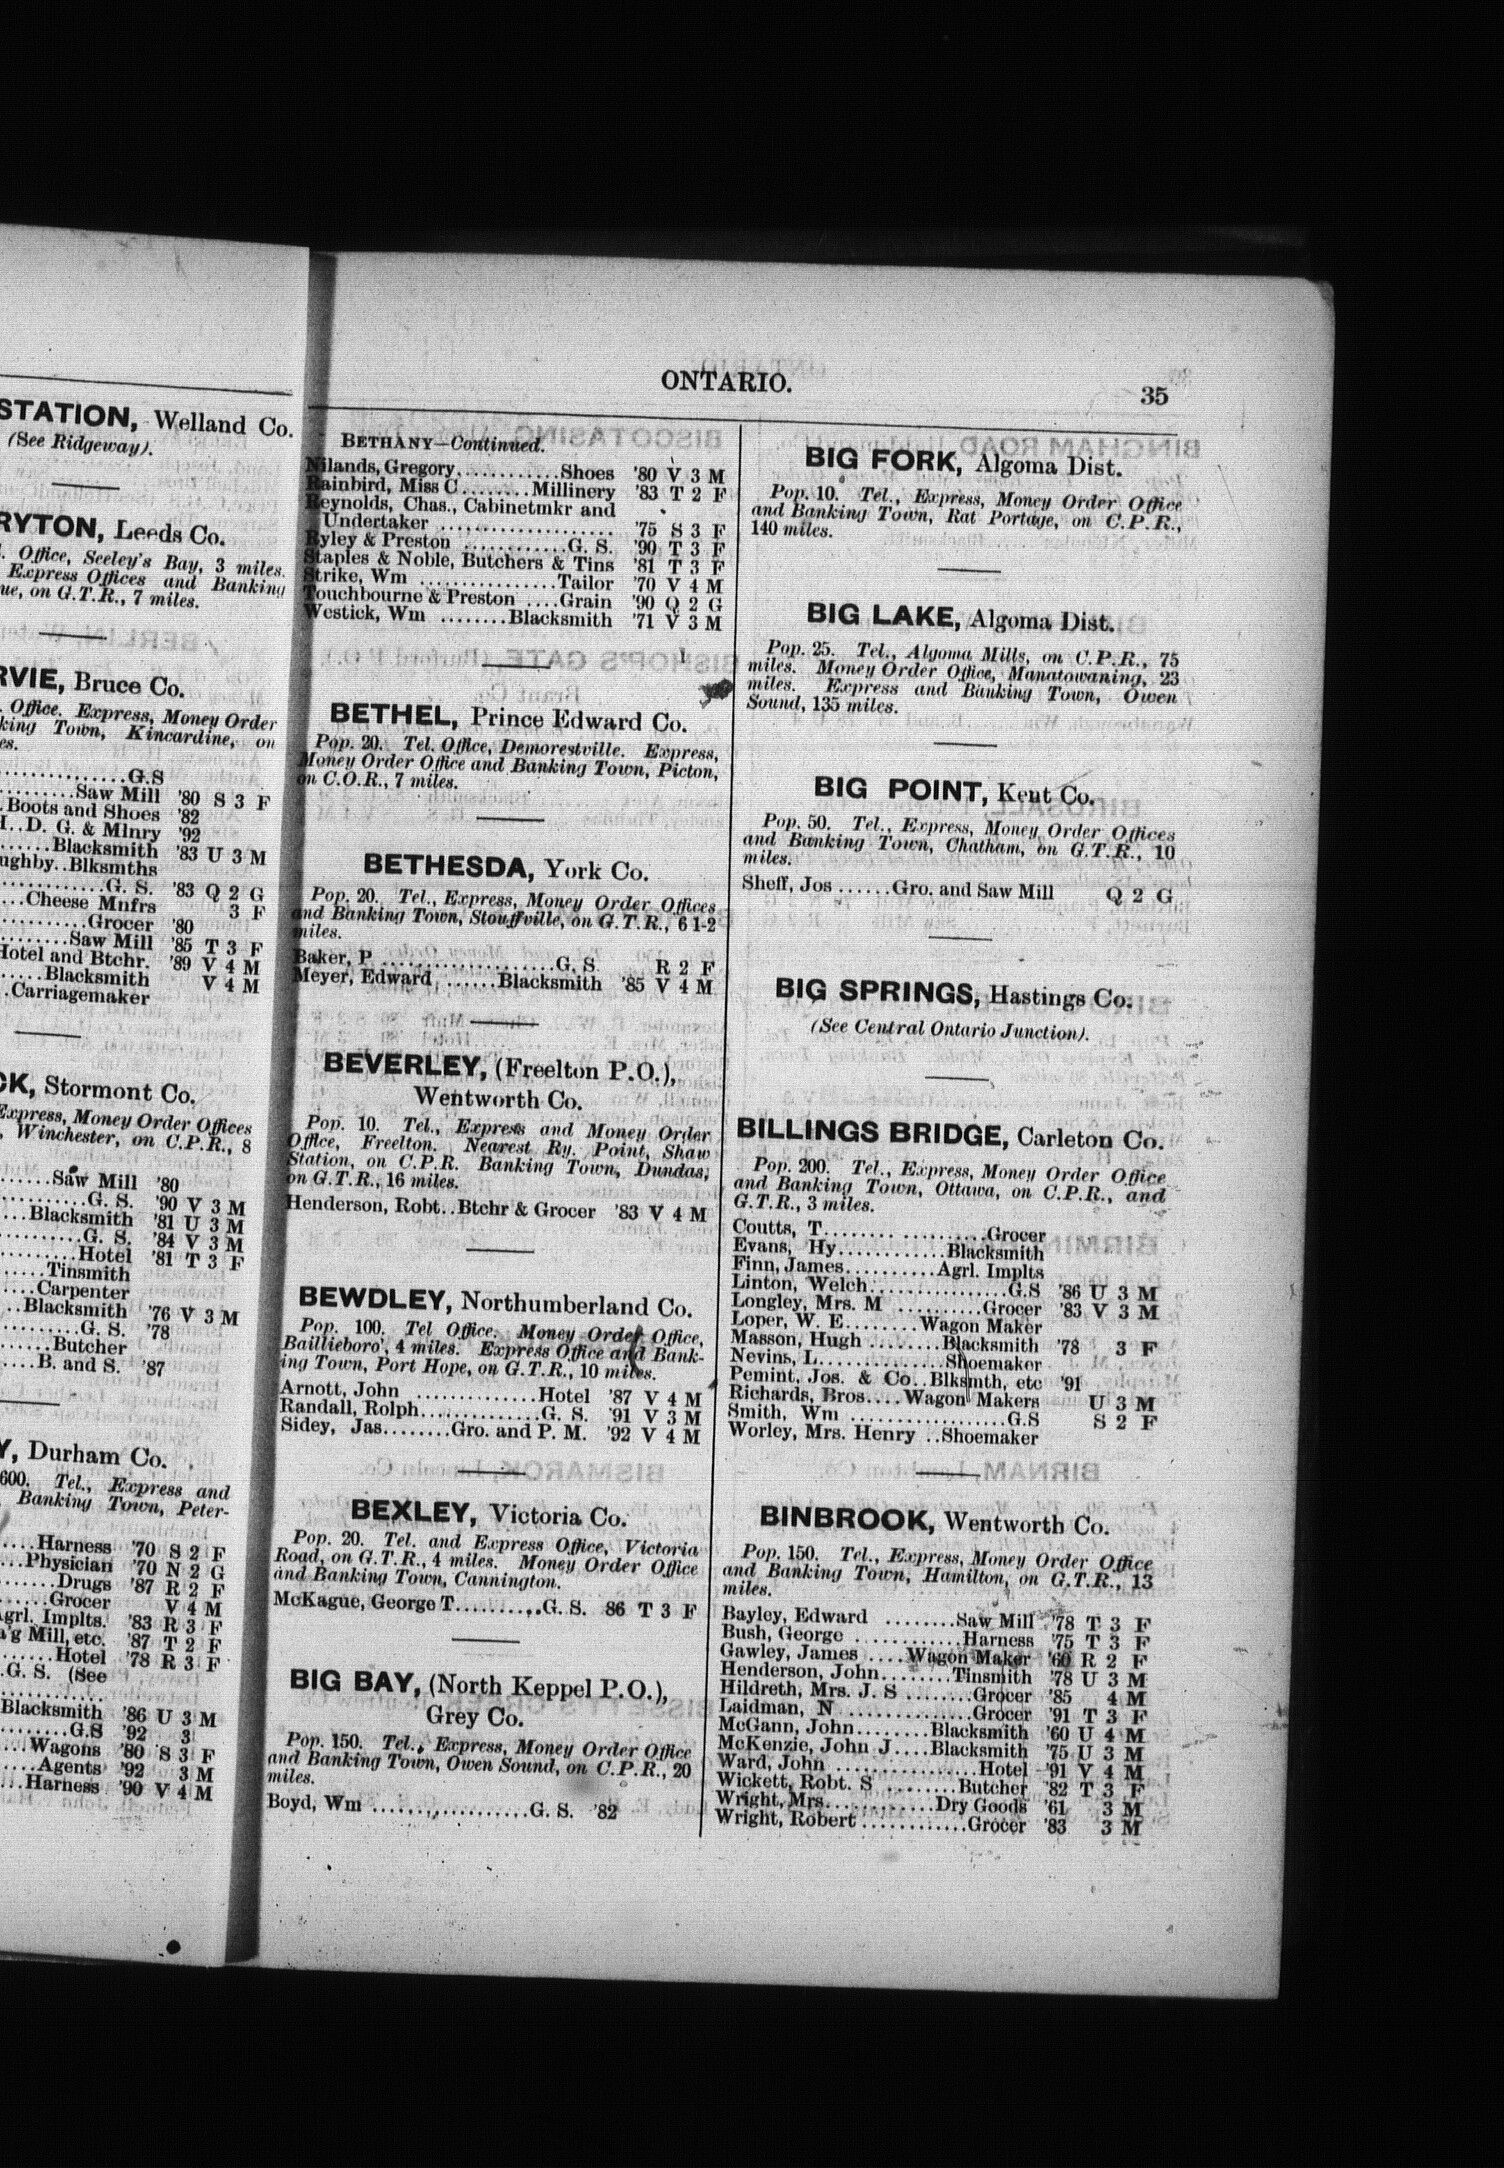 STATION, Welland Co.
(See Ridgeway).
RYTON, Leeds Co.
Office, Seeley's Bay, 3 miles.
Express Offices and Banking
on G.T.R., 7 miles.
RVIE, Bruce Co.
Office. Express, Money Order
king Town, Kincardine, on
G.S
Saw Mill '80 S 3 F
Boots and Shoes '82
D. G. & Mlnry '92
Blacksmith '83 U 3 M
ughby..Blksmths
G. S. '83 Q 2 G
Cheese Mnfrs 3 F
Grocer '80
Saw Mill '85 T 3 F
Hotel and Btchr. '89 V 4 M
Blacksmith V 4 M
Carriagemaker
CK, Stormont Co.
Express, Money Order Offices
Winchester, on C.P.R., 8
Saw Mill '80
G. S. '90 V 3 M
Blacksmith '81 U 3 M
G. S. '84 V 3 M
Hotel '81 T 3 F
Tinsmith
Carpenter
Blacksmith '76 V 3 M
G. S. '78
Butcher
B. and S. '87
Y, Durham Co.
600. Tel., Express and
Banking Town, Peter-
Harness '70 S 2 F
Physician '70 N 2 G
Drugs '87 R 2 F
Grocer V 4 M
Agrl. Implts. '83 R 3 F
a'g Mill, etc. '87 T 2 F
Hotel '78 R 3 F
G. S. (See
Blacksmith '86 U 3 M
G.S '92 3
Wagons '80 S 3 F
Agents '92 3 M
Harness '90 V 4 M
ONTARIO.
35
BETHANY—Continued.
Nilands, Gregory............Shoes '80 V 3 M
Rainbird, Miss C........Millinery '83 T 2 F
Reynolds, Chas., Cabinetmkr and
Undertaker .................... '75 S 3 F
Ryley & Preston ............G. S. '90 T 3 F
Staples & Noble, Butchers & Tins '81 T 3 F
Strike, Wm ................Tailor '70 V 4 M
Touchbourne & Preston ....Grain '90 Q 2 G
Westick, Wm ........Blacksmith '71 V 3 M
BETHEL, Prince Edward Co.
Pop. 20. Tel. Office, Demorestville. Express,
Money Order Office and Banking Town, Picton,
on C.O.R., 7 miles.
BETHESDA, York Co.
Pop. 20. Tel., Express, Money Order Offices
and Banking Town, Stouffville, on G.T.R., 6 1-2
miles.
Baker, P ....................G. S. R 2 F
Meyer, Edward, ......Blacksmith '85 V 4 M
BEVERLEY, (Freelton P.O.),
Wentworth Co.
Pop. 10. Tel., Express and Money Order
Office, Freelton. Nearest Ry. Point, Shaw
Station, on C.P.R. Banking Town, Dundas,
on G.T.R., 16 miles.
Henderson, Robt..Btchr & Grocer '83 V 4 M
BEWDLEY, Northumberland Co.
Pop. 100. Tel Office. Money Order Office,
Baillieboro', 4 miles. Express Office and Bank-
ing Town, Port Hope, on G.T.R., 10 miles.
Arnott, John ..............Hotel '87 V 4 M
Randall, Rolph..............G. S. '91 V 3 M
Sidey, Jas........Gro. and P. M. '92 V 4 M
BEXLEY, Victoria Co.
Pop. 20. Tel. and Express Office, Victoria
Road, on G.T.R., 4 miles. Money Order Office
and Banking Town, Cannington.
McKague, George T..........G. S. 86 T 3 F
BIG BAY, (North Keppel P.O.),
Grey Co.
Pop. 150. Tel., Express, Money Order Office
and Banking Town, Owen Sound, on C.P.R., 20
miles.
Boyd, Wm ..................G. S. '82
BIG FORK, Algoma Dist.
Pop. 10. Tel., Express, Money Order Office
and Banking Town, Rat Portage, on C.P.R.,
140 miles.
BIG LAKE, Algoma Dist.
Pop. 25. Tel., Algoma Mills, on C.P.R., 75
miles. Money Order Office, Manatowaning, 23
miles. Express and Banking Town, Owen
Sound, 135 miles.
BIG POINT, Kent Co.
Pop. 50. Tel., Express, Money Order Offices
and Banking Town, Chatham, on G.T.R., 10
miles.
Sheff, Jos ......Gro. and Saw Mill Q 2 G
BIG SPRINGS, Hastings Co.
(See Central Ontario Junction).
BILLINGS BRIDGE, Carleton Co.
Pop. 200. Tel., Express, Money Order Office
and Banking Town, Ottawa, on C.P.R., and
G.T.R., 3 miles.
Coutts, T..................Grocer
Evans, Hy............Blacksmith
Finn, James..........Agrl. Implts
Linton, Welch................G.S '86 U 3 M
Longley, Mrs. M ..........Grocer '83 V 3 M
Loper, W. E........Wagon Maker
Masson, Hugh ........Blacksmith '78 3 F
Nevins, L..............Shoemaker
Pemint, Jos. & Co..Blksmth, etc '91
Richards, Bros....Wagon Makers U 3 M
Smith, Wm ..................G.S S 2 F
Worley, Mrs. Henry ..Shoemaker
BINBROOK, Wentworth Co.
Pop. 150. Tel., Express, Money Order Office
and Banking Town, Hamilton, on G.T.R., 13
miles.
Bayley, Edward ........Saw Mill '78 T 3 F
Bush, George ............Harness '75 T 3 F
Gawley, James ....Wagon Maker '60 R 2 F
Henderson, John........Tinsmith '78 U 3 M
Hildreth, Mrs. J. S ........Grocer '85 4 M
Laidman, N ..............Grocer '91 T 3 F
McGann, John........Blacksmith '60 U 4 M
McKenzie, John J....Blacksmith '75 U 3 M
Ward, John ................Hotel '91 V 4 M
Wickett, Robt. S ........Butcher '82 T 3 F
Wright, Mrs............Dry Goods '61 3 M
Wright, Robert ............Grocer '83 3 M